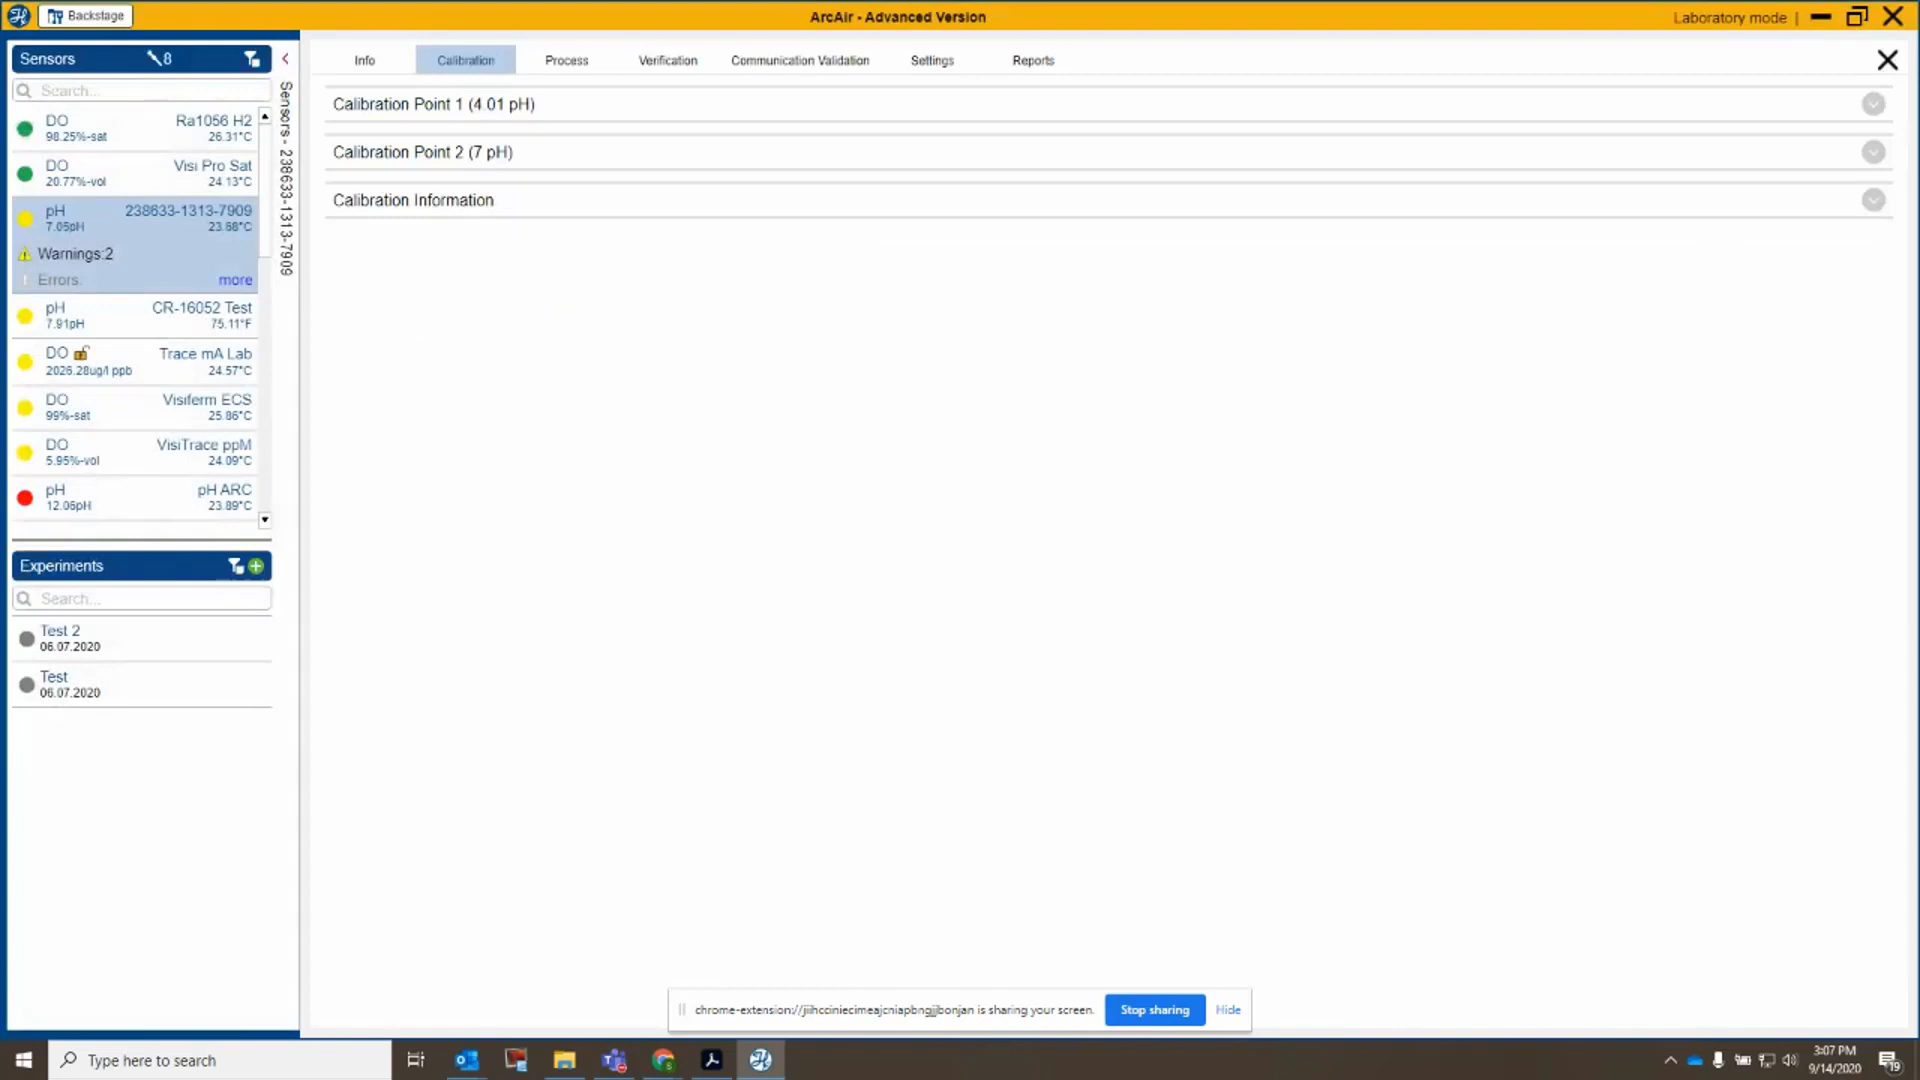 Backstage
ArcAir - Advanced Version
Laboratory mode
Sensors
8
Search...
DO Ra1056 H2
98.25%-sat 26.31°C
DO Visi Pro Sat
20.77%-vol 24.13°C
pH 238633-1313-7909
7.05pH 23.68°C
Warnings:2
Errors: more
pH CR-16052 Test
7.91pH 75.11°F
DO Trace mA Lab
2026.28ug/l ppb 24.57°C
DO Visiferm ECS
99%-sat 25.86°C
DO VisiTrace ppM
5.95%-vol 24.09°C
pH pH ARC
12.06pH 23.89°C
Sensors - 238633-1313-7909
Experiments
Search...
Test 2
06.07.2020
Test
06.07.2020
Info Calibration Process Verification Communication Validation Settings Reports
Calibration Point 1 (4 01 pH)
Calibration Point 2 (7 pH)
Calibration Information
chrome-extension://jiihcciniecimeajcniapbngjjbonjan is sharing your screen. Stop sharing Hide
Type here to search
3:07 PM
9/14/2020
19